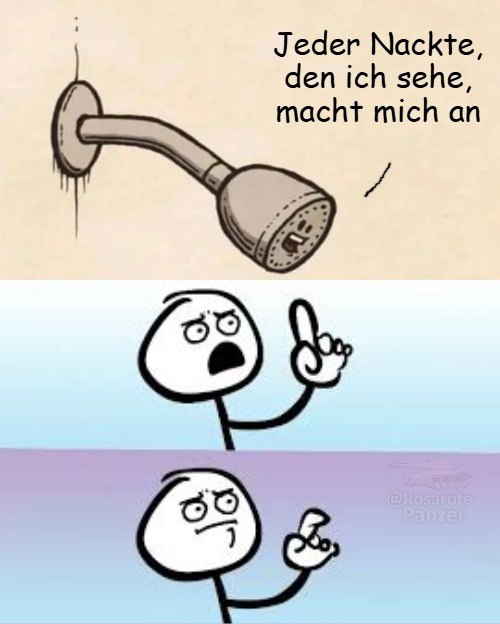 Jeder Nackte,
den ich sehe,
macht mich an
@Rosarote
Panzer